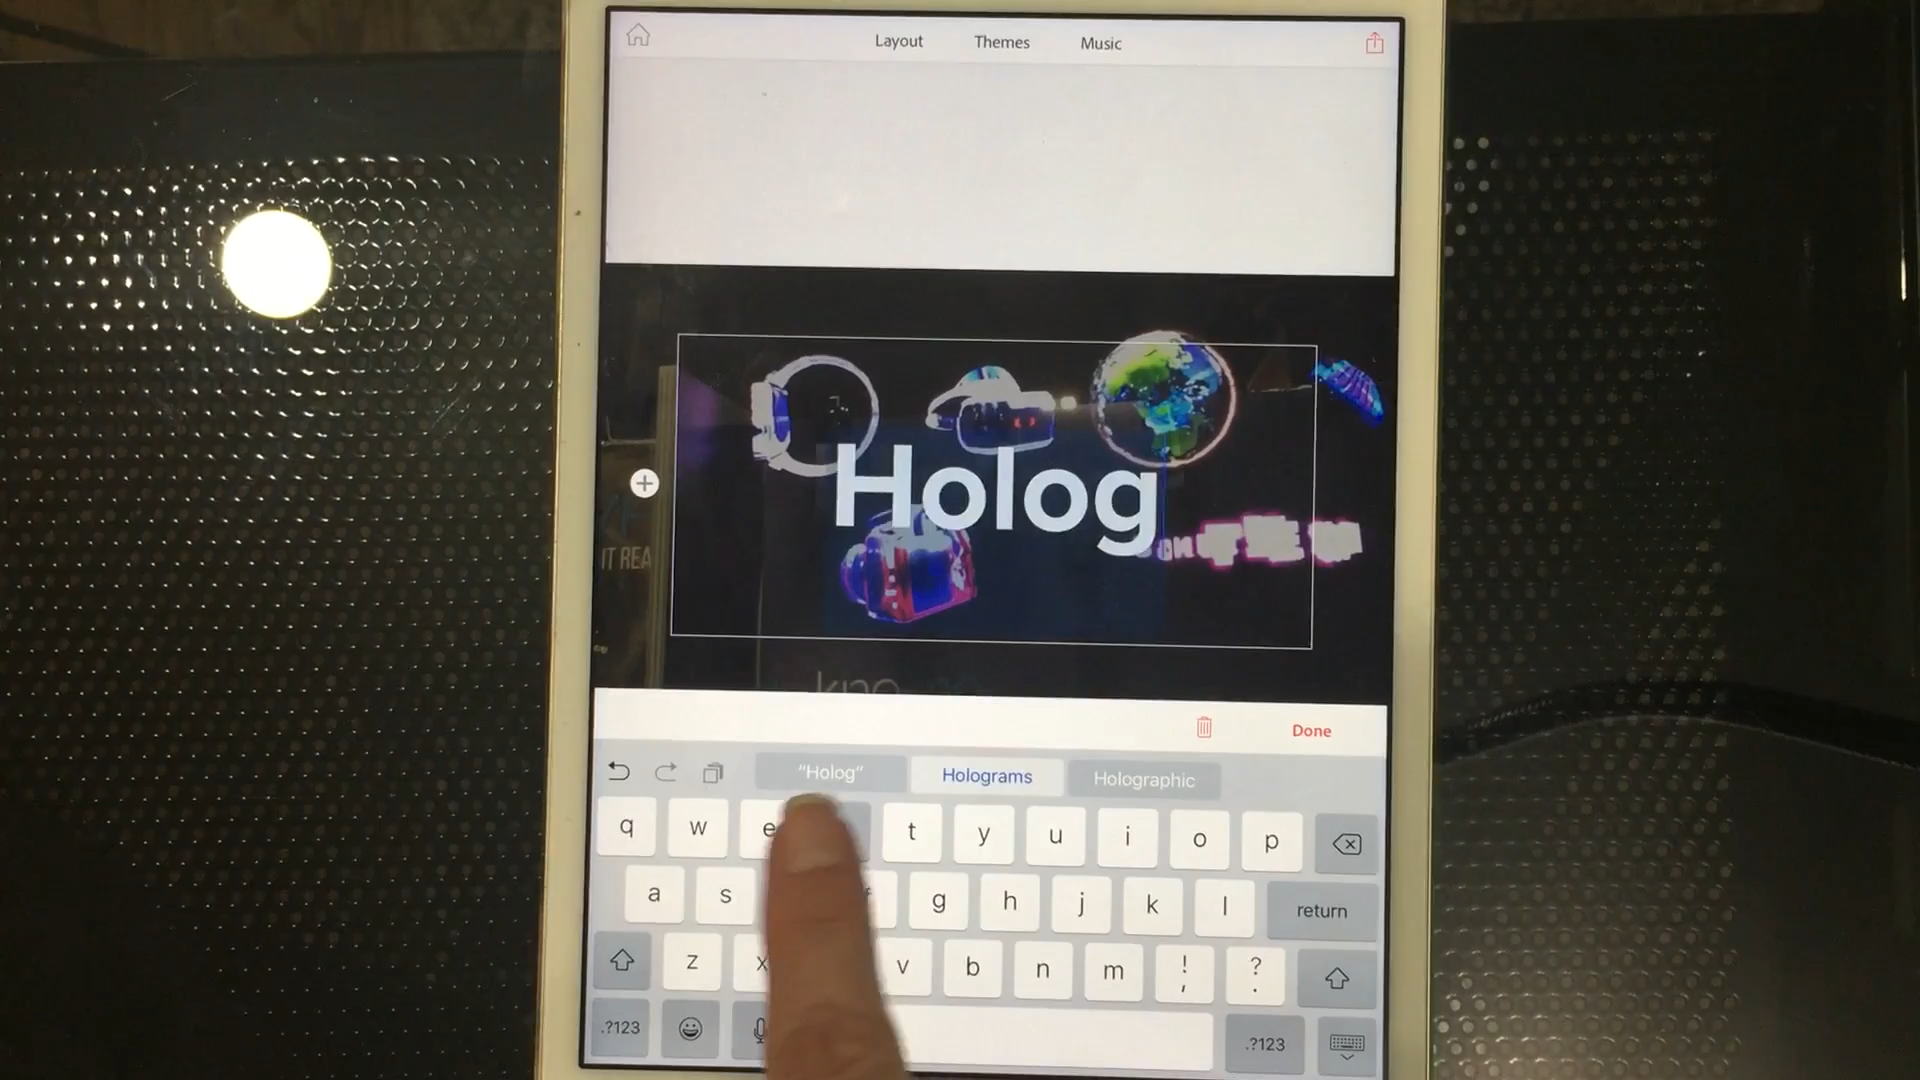 Layout Themes Music
Holog
IT REA
Done
"Holog" Holograms Holographic
q w e t y u i o p
a s g h j k l return
z x v b n m ! , ? .
.?123 .?123